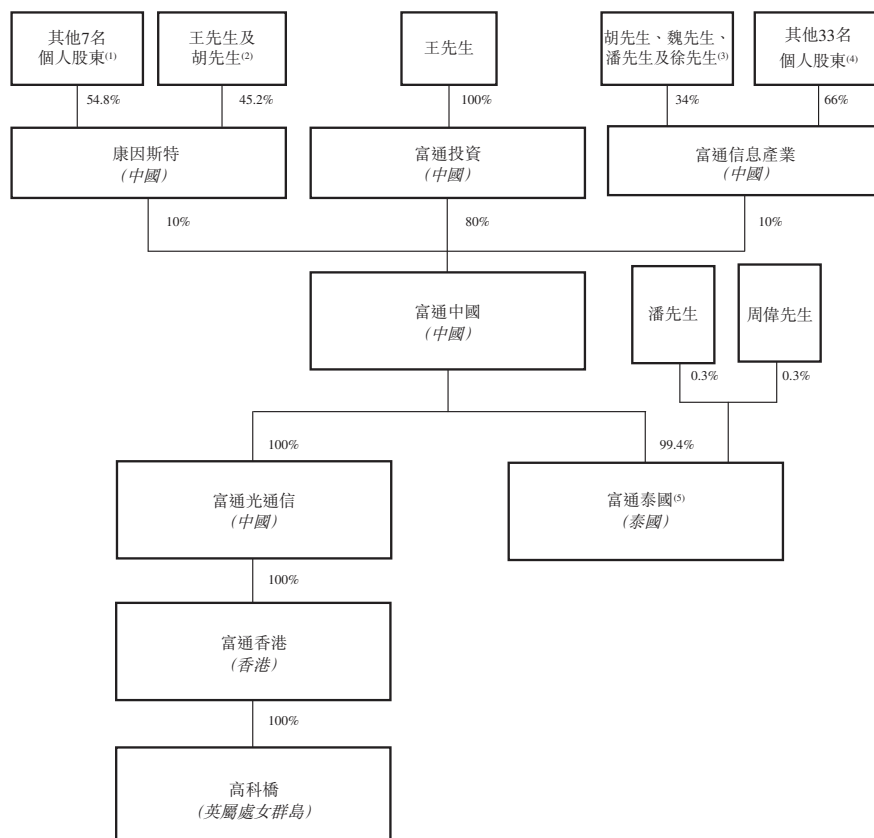 其他7名
個人股東(1)
王先生及
胡先生(2)
王先生
胡先生、魏先生、
潘先生及徐先生(3)
其他33名
個人股東(4)
54.8%
45.2%
100%
34%
66%
康因斯特
(中國)
富通投資
(中國)
富通信息產業
(中國)
10%
80%
10%
富通中國
(中國)
潘先生
周偉先生
0.3%
0.3%
100%
99.4%
富通光通信
(中國)
富通泰國(5)
(泰國)
100%
富通香港
(香港)
100%
高科橋
(英屬處女群島)